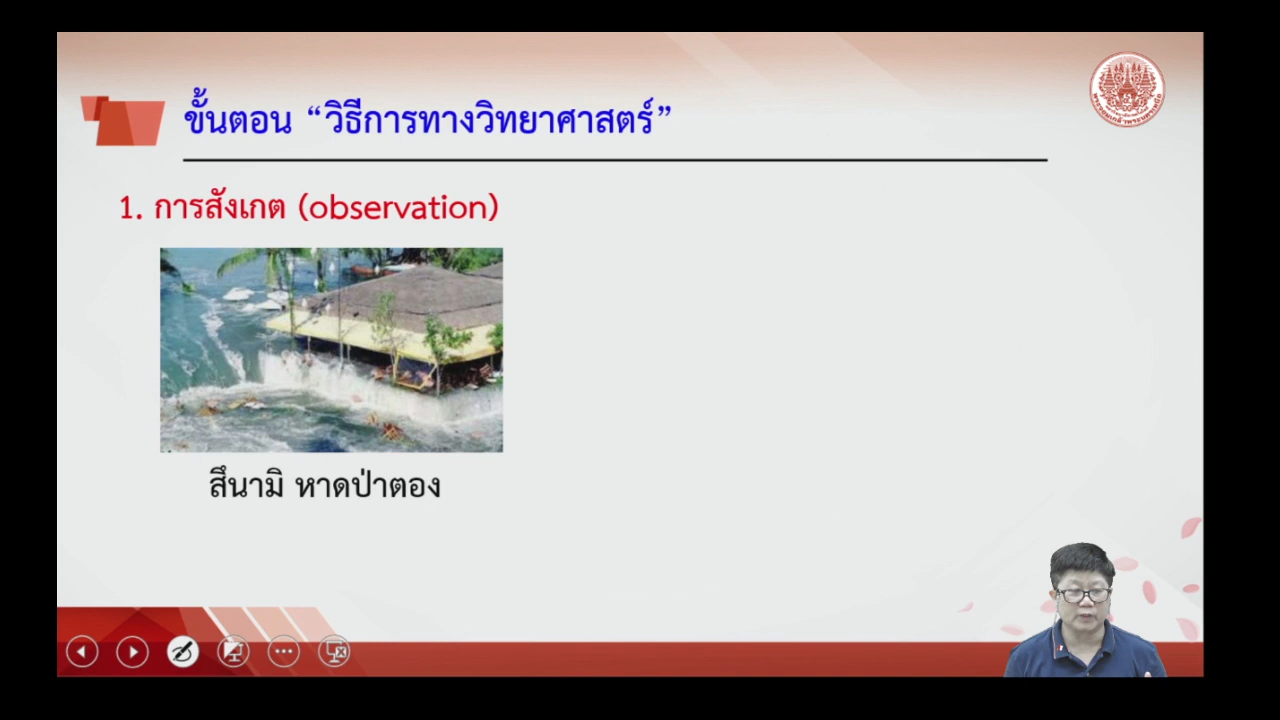 ขั้นตอน “วิธีการทางวิทยาศาสตร์”
1. การสังเกต (observation)
สึนามิ หาดป่าตอง